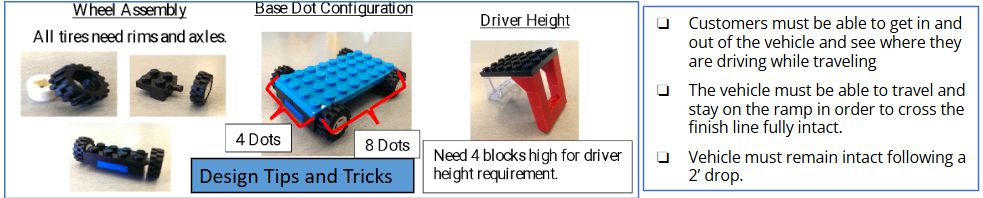 Wheel Assembly
All tires need rims and axles.
Base Dot Configuration
4 Dots
8 Dots
Design Tips and Tricks
Driver Height
Need 4 blocks high for driver
height requirement.
❑ Customers must be able to get in and
out of the vehicle and see where they
are driving while traveling
❑ The vehicle must be able to travel and
stay on the ramp in order to cross the
finish line fully intact.
❑ Vehicle must remain intact following a
2’ drop.